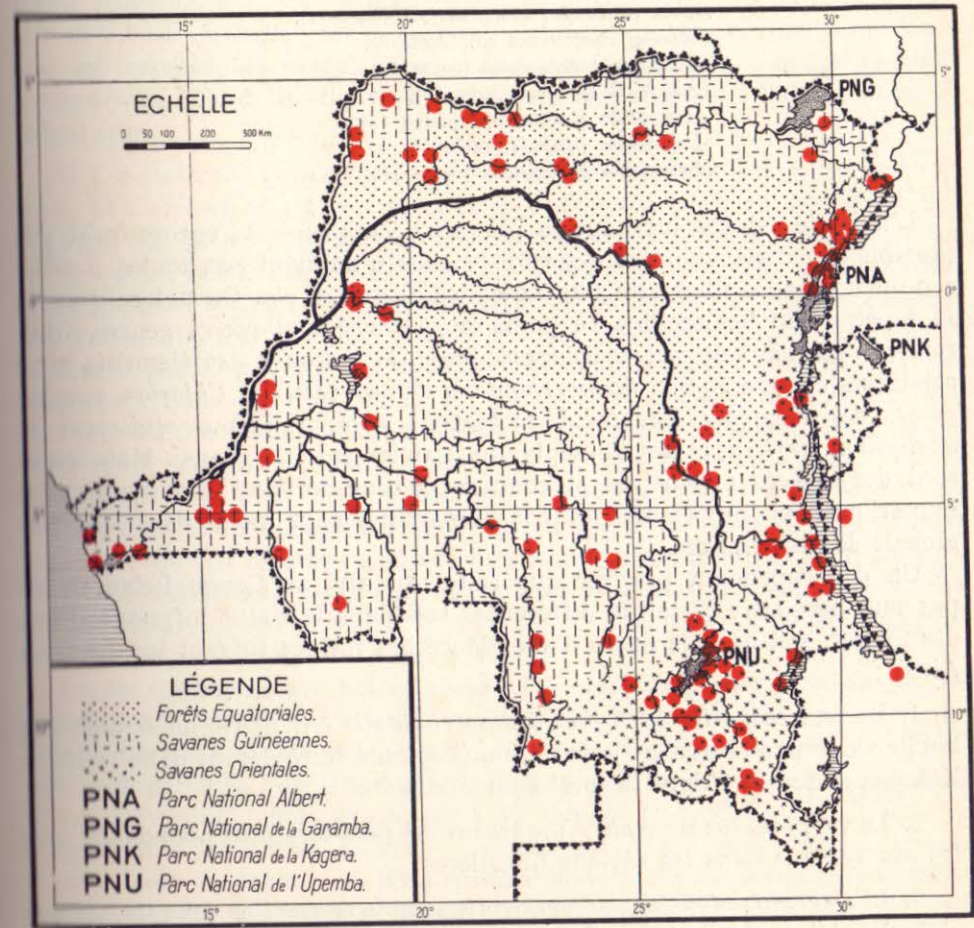 15° 20° 25° 30°
5°
ECHELLE
0 50 100 200 300 Km
PNG
PNA
0°
PNK
5°
5°
PNU
LÉGENDE
Forêts Equatoriales.
Savanes Guinéennes.
Savanes Orientales.
PNA Parc National Albert.
PNG Parc National de la Garamba.
PNK Parc National de la Kagera.
PNU Parc National de l'Upemba.
10°
10°
15° 20° 25° 30°